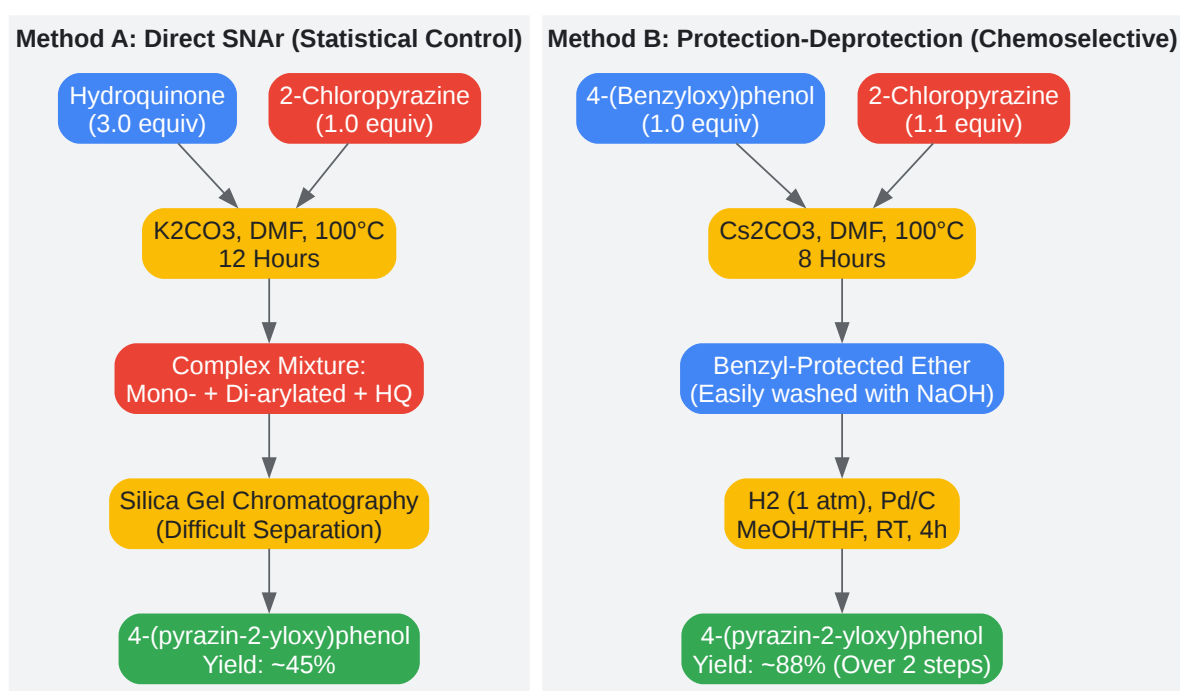 Method A: Direct SNAr (Statistical Control)
Hydroquinone
(3.0 equiv)
2-Chloropyrazine
(1.0 equiv)
K2CO3, DMF, 100°C
12 Hours
Complex Mixture:
Mono- + Di-arylated + HQ
Silica Gel Chromatography
(Difficult Separation)
4-(pyrazin-2-yloxy)phenol
Yield: ~45%
Method B: Protection-Deprotection (Chemoselective)
4-(Benzyloxy)phenol
(1.0 equiv)
2-Chloropyrazine
(1.1 equiv)
Cs2CO3, DMF, 100°C
8 Hours
Benzyl-Protected Ether
(Easily washed with NaOH)
H2 (1 atm), Pd/C
MeOH/THF, RT, 4h
4-(pyrazin-2-yloxy)phenol
Yield: ~88% (Over 2 steps)